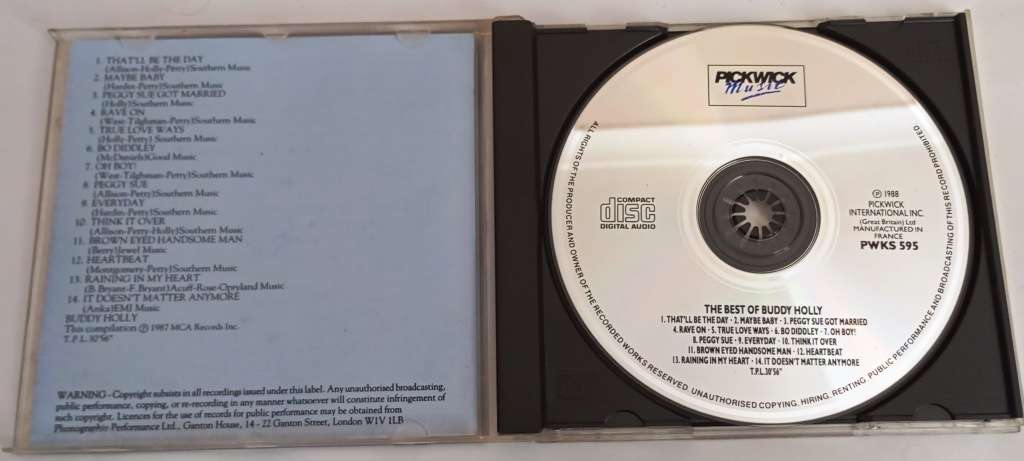 1. THAT'LL BE THE DAY
(Allison-Holly-Petty)Southern Music
2. MAYBE BABY
(Hardin-Petty)Southern Music
3. PEGGY SUE GOT MARRIED
(Holly)Southern Music
4. RAVE ON
(West-Tilghman-Petty)Southern Music
5. TRUE LOVE WAYS
(Holly-Petty) Southern Music
6. BO DIDDLEY
(McDaniels)Good Music
7. OH BOY!
(West-Tilghman-Petty)Southern Music
8. PEGGY SUE
(Allison-Petty)Southern Music
9. EVERYDAY
(Hardin-Petty)Southern Music
10. THINK IT OVER
(Allison-Petty-Holly)Southern Music
11. BROWN EYED HANDSOME MAN
(Berry)Jewel Music
12. HEARTBEAT
(Montgomery-Petty)Southern Music
13. RAINING IN MY HEART
(B. Bryant-F. Bryant)Acuff-Rose-Opryland Music
14. IT DOESN'T MATTER ANYMORE
(Anka)EMI Music
BUDDY HOLLY
This compilation ℗ 1987 MCA Records Inc.
T.P.L. 30'56"
WARNING - Copyright subsists in all recordings issued under this label. Any unauthorised broadcasting,
public performance, copying, or re-recording in any manner whatsoever will constitute infringement of
such copyright. Licences for the use of records for public performance may be obtained from
Phonographic Performance Ltd., Ganton House, 14 - 22 Ganton Street, London W1V 1LB
PICKWICK
Music
ALL RIGHTS OF THE PRODUCER AND OWNER OF THE RECORDED WORKS RESERVED. UNAUTHORISED COPYING, HIRING, RENTING PUBLIC PERFORMANCE AND BROADCASTING OF THIS RECORD PROHIBITED
COMPACT
disc
DIGITAL AUDIO
℗ 1988
PICKWICK
INTERNATIONAL INC.
(Great Britain) Ltd
MANUFACTURED IN
FRANCE
PWKS 595
THE BEST OF BUDDY HOLLY
1. THAT'LL BE THE DAY · 2. MAYBE BABY · 3. PEGGY SUE GOT MARRIED
4. RAVE ON · 5. TRUE LOVE WAYS · 6. BO DIDDLEY · 7. OH BOY!
8. PEGGY SUE · 9. EVERYDAY · 10. THINK IT OVER
11. BROWN EYED HANDSOME MAN · 12. HEARTBEAT
13. RAINING IN MY HEART · 14. IT DOESN'T MATTER ANYMORE
T.P.L.30'56"